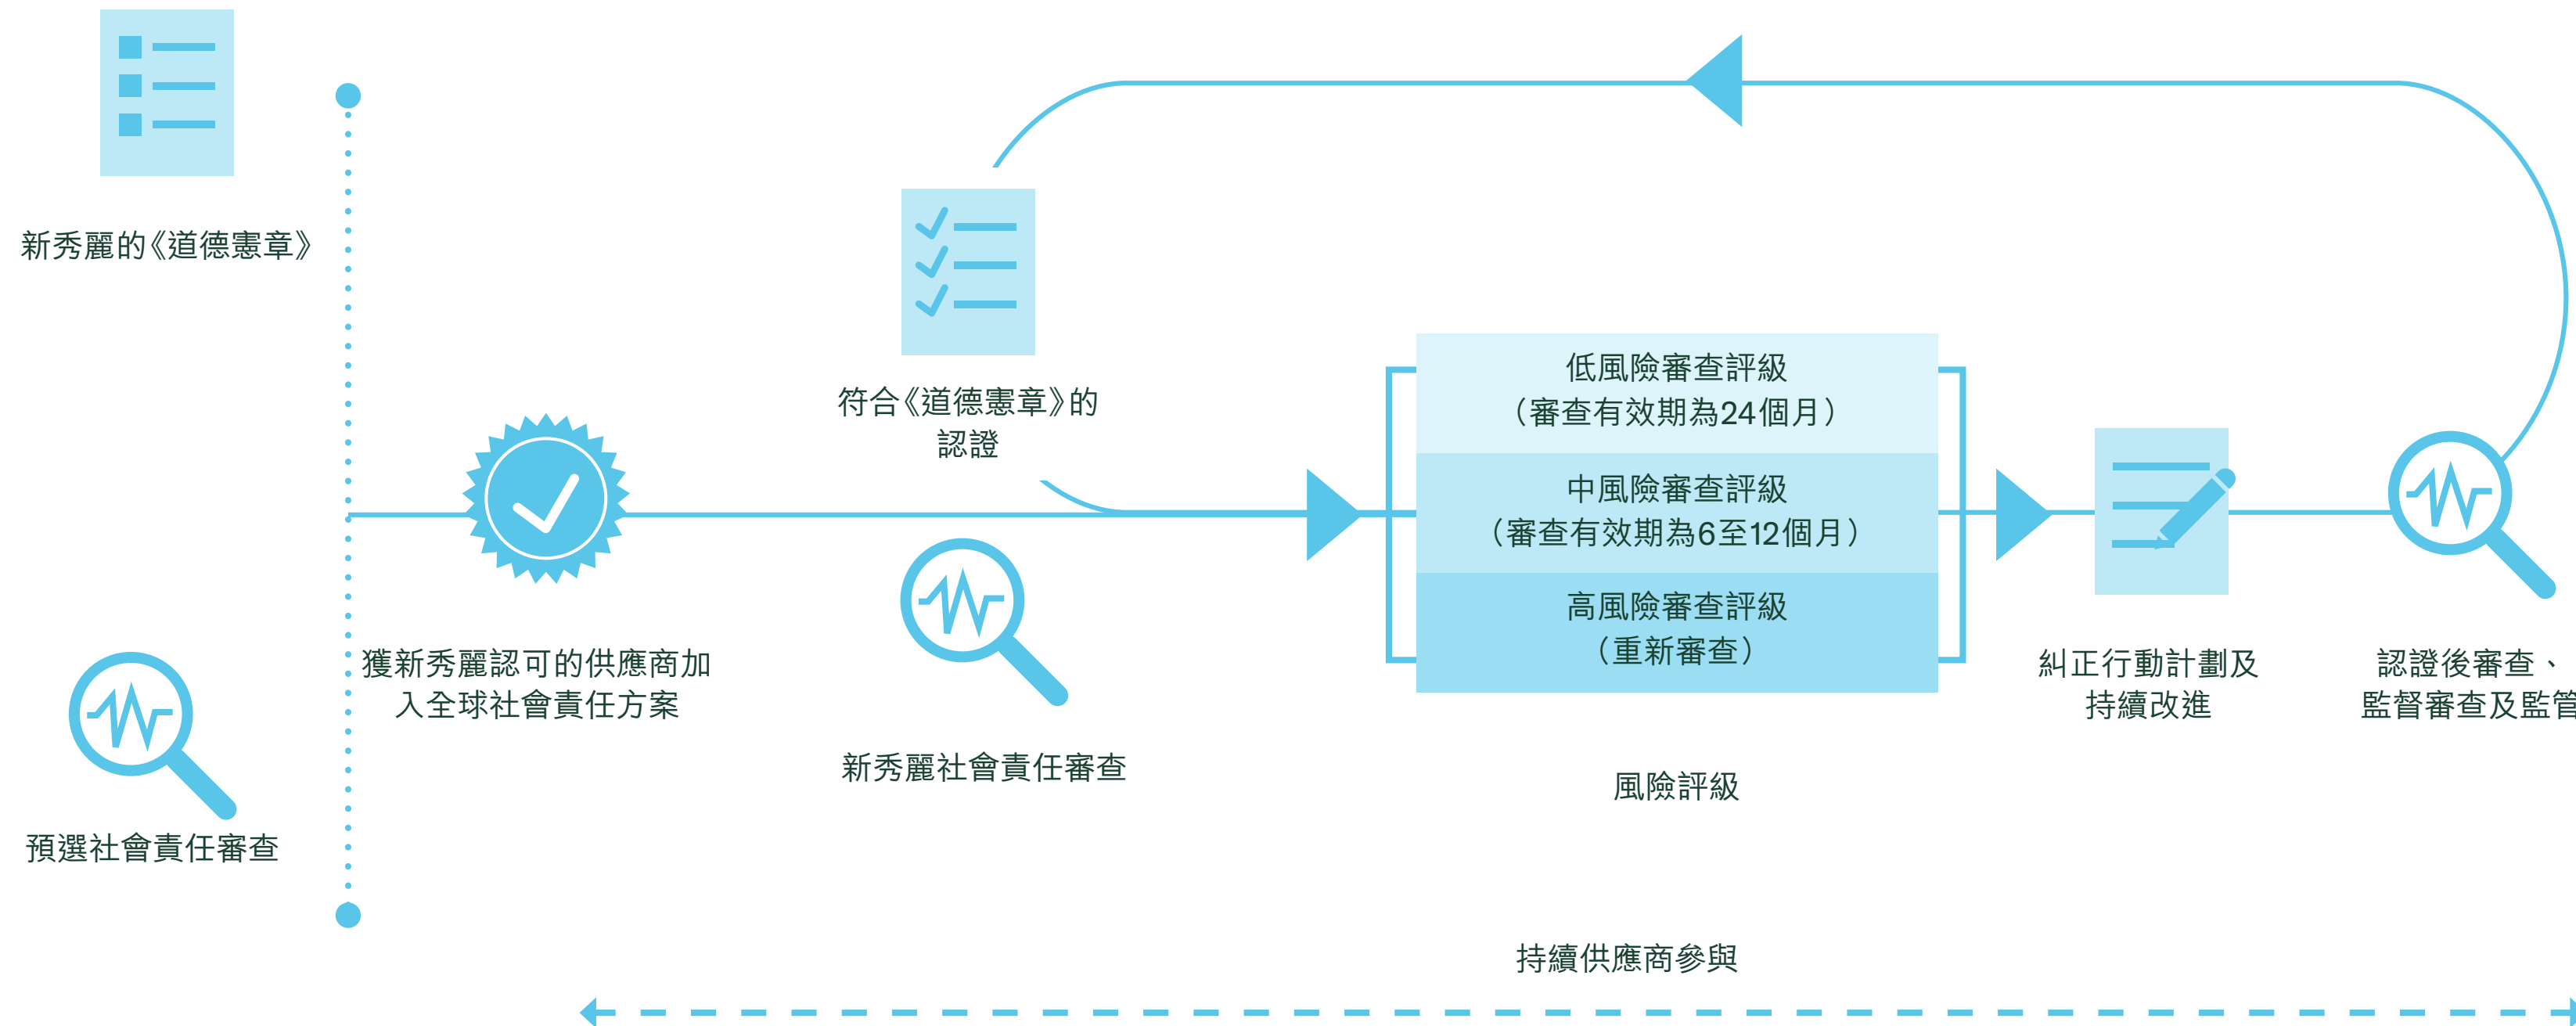 新秀麗的《道德憲章》
預選社會責任審查
獲新秀麗認可的供應商加
入全球社會責任方案
符合《道德憲章》的
認證
新秀麗社會責任審查
低風險審查評級
（審查有效期為24個月）
中風險審查評級
（審查有效期為6至12個月）
高風險審查評級
（重新審查）
風險評級
糾正行動計劃及
持續改進
認證後審查、
監督審查及監管
持續供應商參與